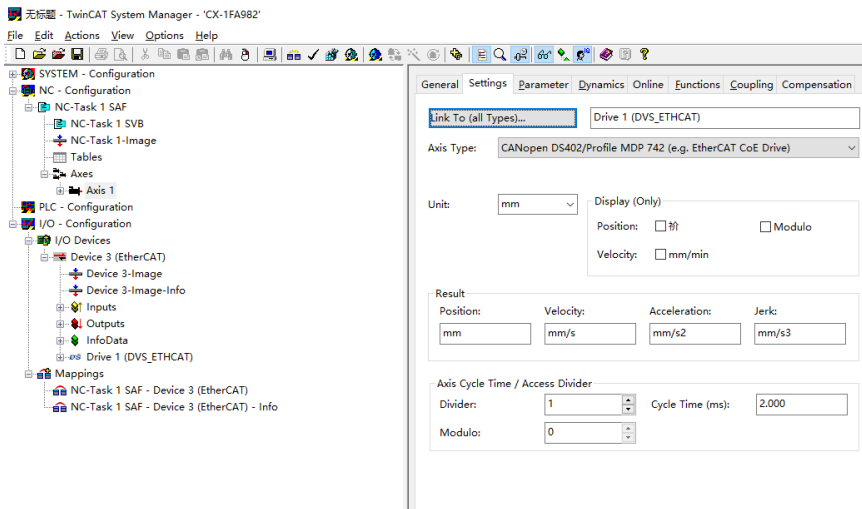 无标题 - TwinCAT System Manager - 'CX-1FA982'
File Edit Actions View Options Help
SYSTEM - Configuration
NC - Configuration
NC-Task 1 SAF
NC-Task 1 SVB
NC-Task 1-Image
Tables
Axes
Axis 1
PLC - Configuration
I/O - Configuration
I/O Devices
Device 3 (EtherCAT)
Device 3-Image
Device 3-Image-Info
Inputs
Outputs
InfoData
Drive 1 (DVS_ETHCAT)
Mappings
NC-Task 1 SAF - Device 3 (EtherCAT)
NC-Task 1 SAF - Device 3 (EtherCAT) - Info
General Settings Parameter Dynamics Online Functions Coupling Compensation
Link To (all Types)... Drive 1 (DVS_ETHCAT)
Axis Type: CANopen DS402/Profile MDP 742 (e.g. EtherCAT CoE Drive)
Unit: mm
Display (Only)
Position: 祄 Modulo
Velocity: mm/min
Result
Position: Velocity: Acceleration: Jerk:
mm mm/s mm/s2 mm/s3
Axis Cycle Time / Access Divider
Divider: 1 Cycle Time (ms): 2.000
Modulo: 0